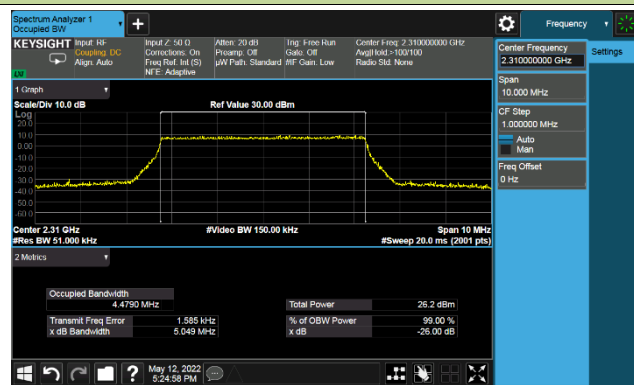 Spectrum Analyzer 1
Occupied BW
Frequency
KEYSIGHT
Input: RF
Coupling: DC
Align: Auto
Input Z: 50 Ω
Corrections: On
Freq Ref: Int (S)
NFE: Adaptive
Atten: 20 dB
Preamp: Off
µW Path: Standard
Trig: Free Run
Gate: Off
#IF Gain: Low
Center Freq: 2.310000000 GHz
Avg|Hold:>100/100
Radio Std: None
Center Frequency
2.310000000 GHz
Settings
Span
10.000 MHz
CF Step
1.000000 MHz
Auto
Man
Freq Offset
0 Hz
1 Graph
Scale/Div 10.0 dB
Ref Value 30.00 dBm
Log
20.0
10.0
0.00
-10.0
-20.0
-30.0
-40.0
-50.0
-60.0
Center 2.31 GHz
#Video BW 150.00 kHz
Span 10 MHz
#Res BW 51.000 kHz
#Sweep 20.0 ms (2001 pts)
2 Metrics
Occupied Bandwidth
4.4790 MHz
Total Power
26.2 dBm
Transmit Freq Error
1.585 kHz
% of OBW Power
99.00 %
x dB Bandwidth
5.049 MHz
x dB
-26.00 dB
May 12, 2022
5:24:58 PM